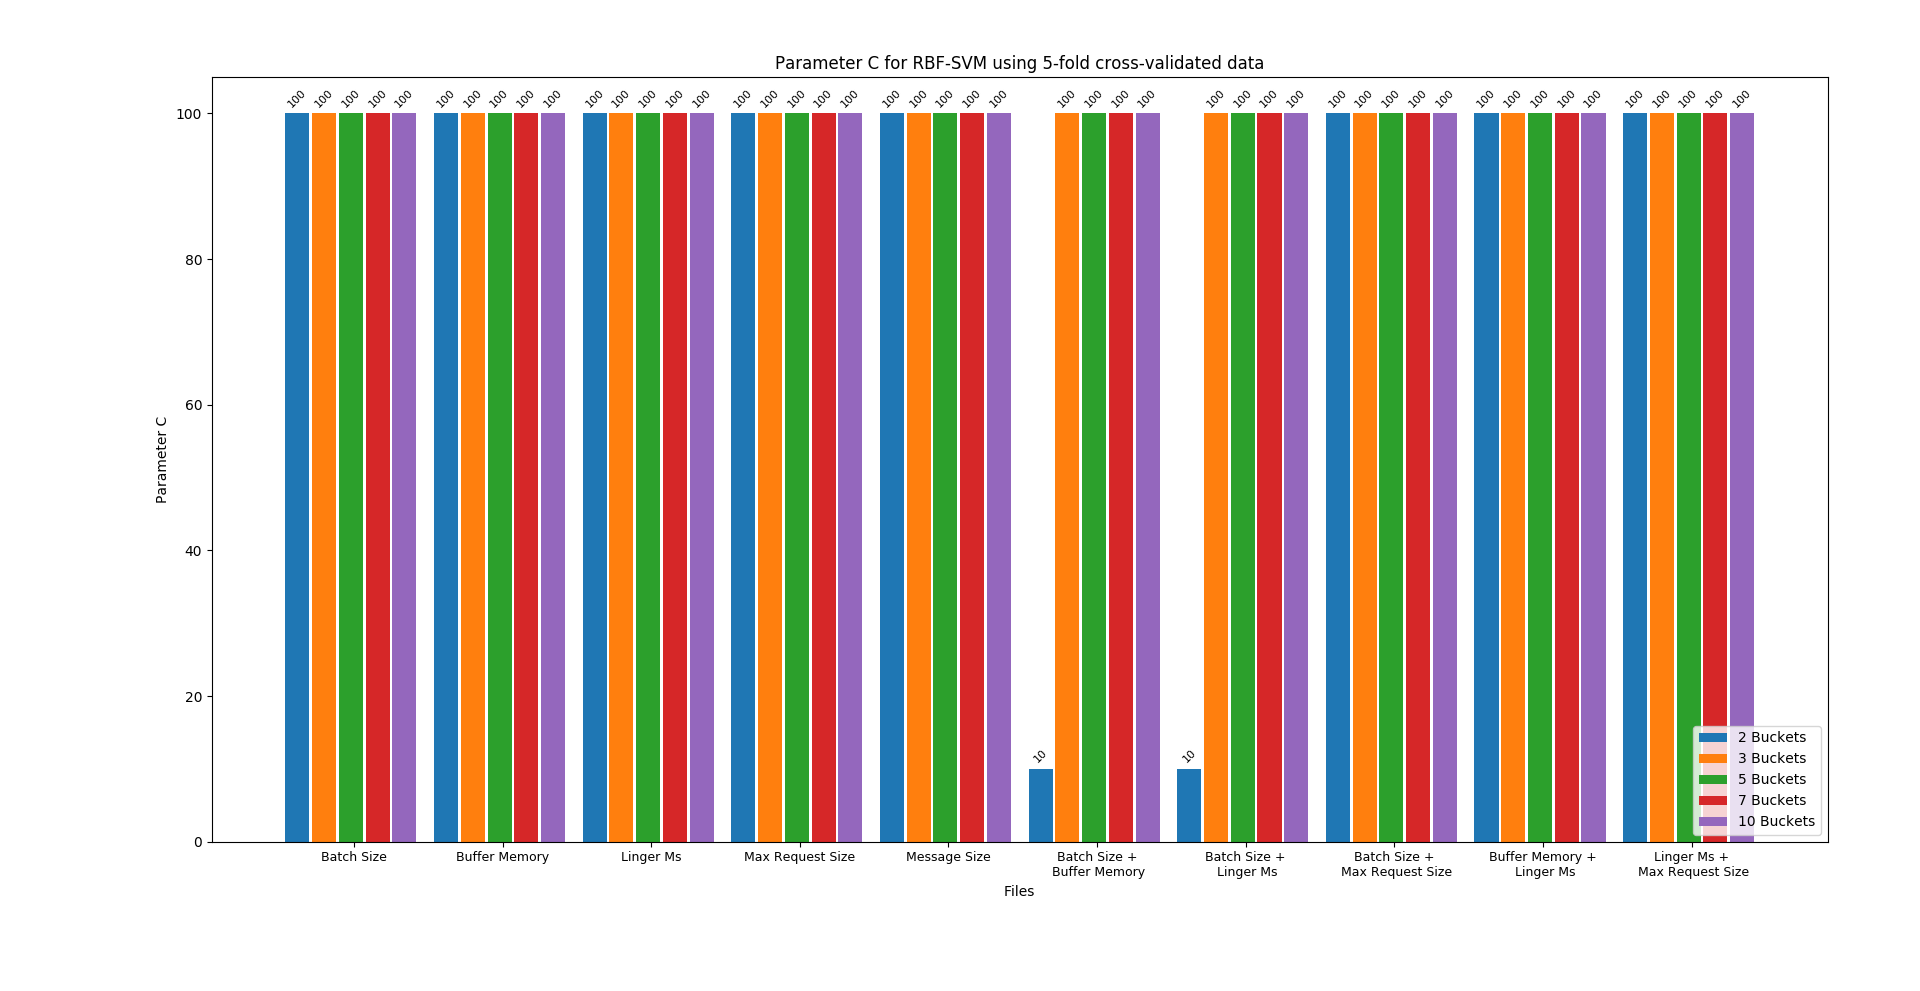 Parameter C for RBF-SVM using 5-fold cross-validated data
100 100 100 100 100 100 100 100 100 100 100 100 100 100 100 100 100 100 100 100 100 100 100 100 100 10 100 100 100 100 10 100 100 100 100 100 100 100 100 100 100 100 100 100 100 100 100 100 100 100
Parameter C
100
80
60
40
20
0
2 Buckets
3 Buckets
5 Buckets
7 Buckets
10 Buckets
Batch Size
Buffer Memory
Linger Ms
Max Request Size
Message Size
Batch Size +
Buffer Memory
Batch Size +
Linger Ms
Batch Size +
Max Request Size
Buffer Memory +
Linger Ms
Linger Ms +
Max Request Size
Files